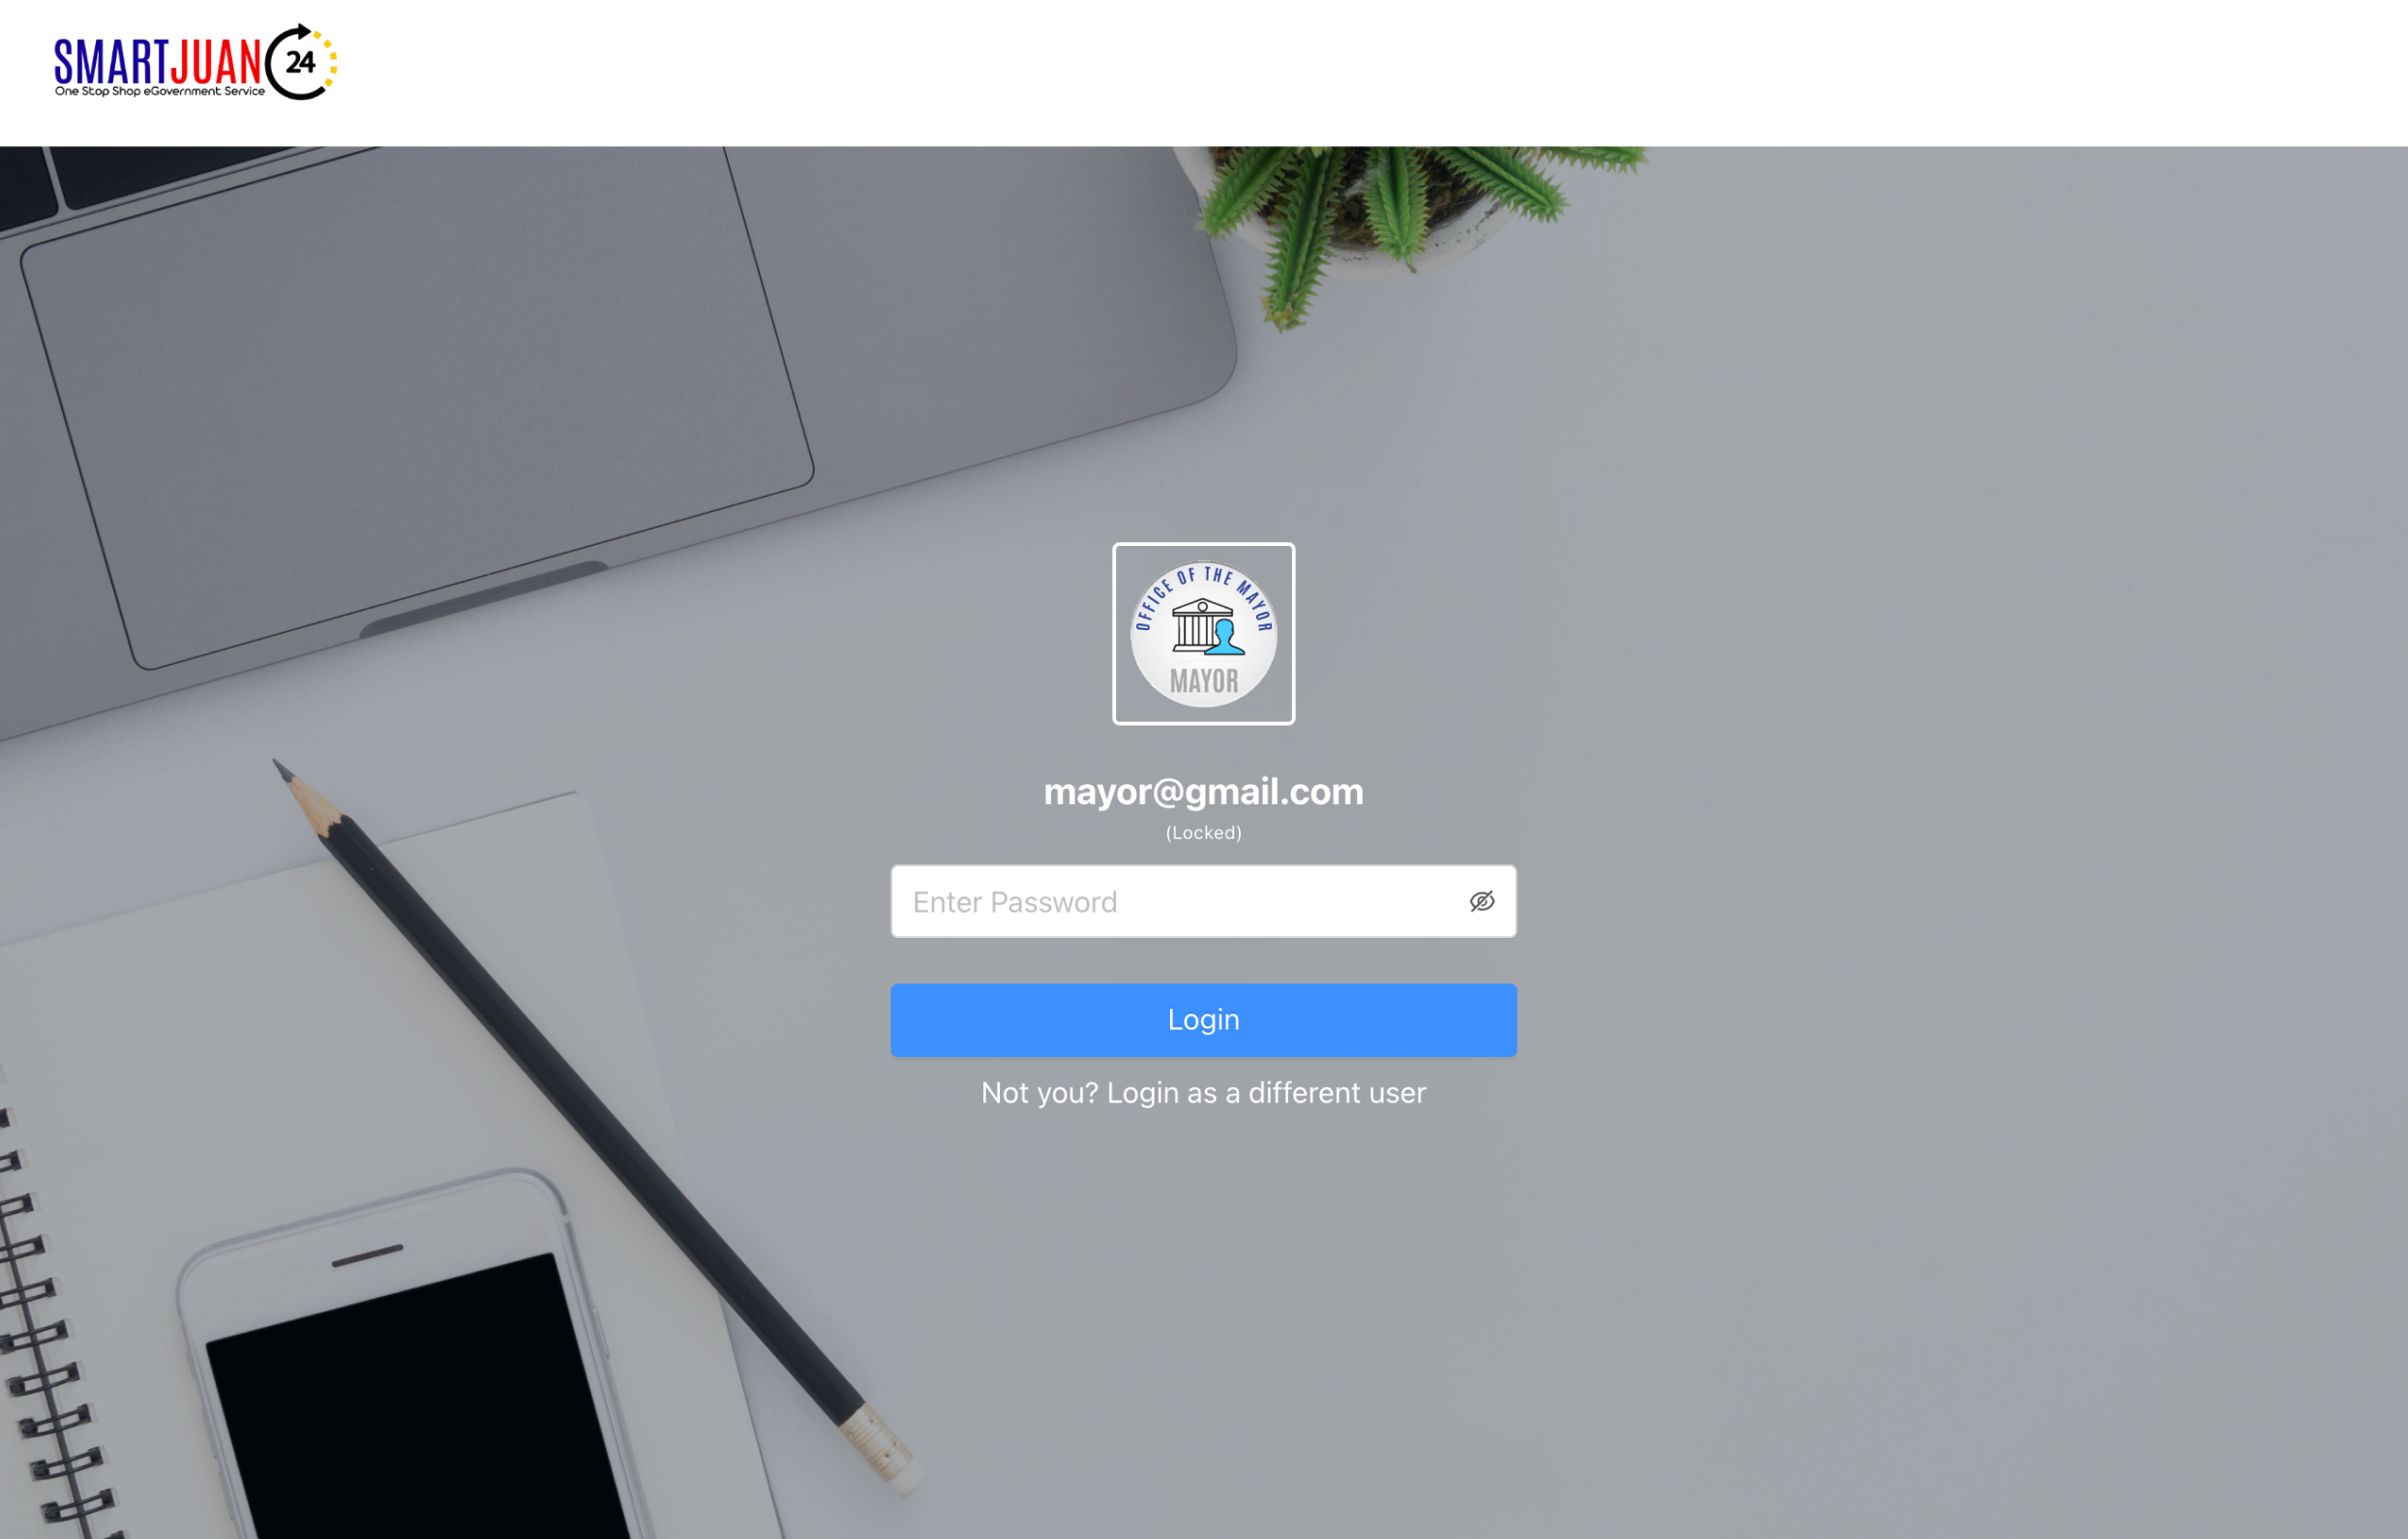 SMARTJUAN 24
One Stop Shop eGovernment Service
OFFICE OF THE MAYOR
MAYOR
mayor@gmail.com
(Locked)
Enter Password
Login
Not you? Login as a different user